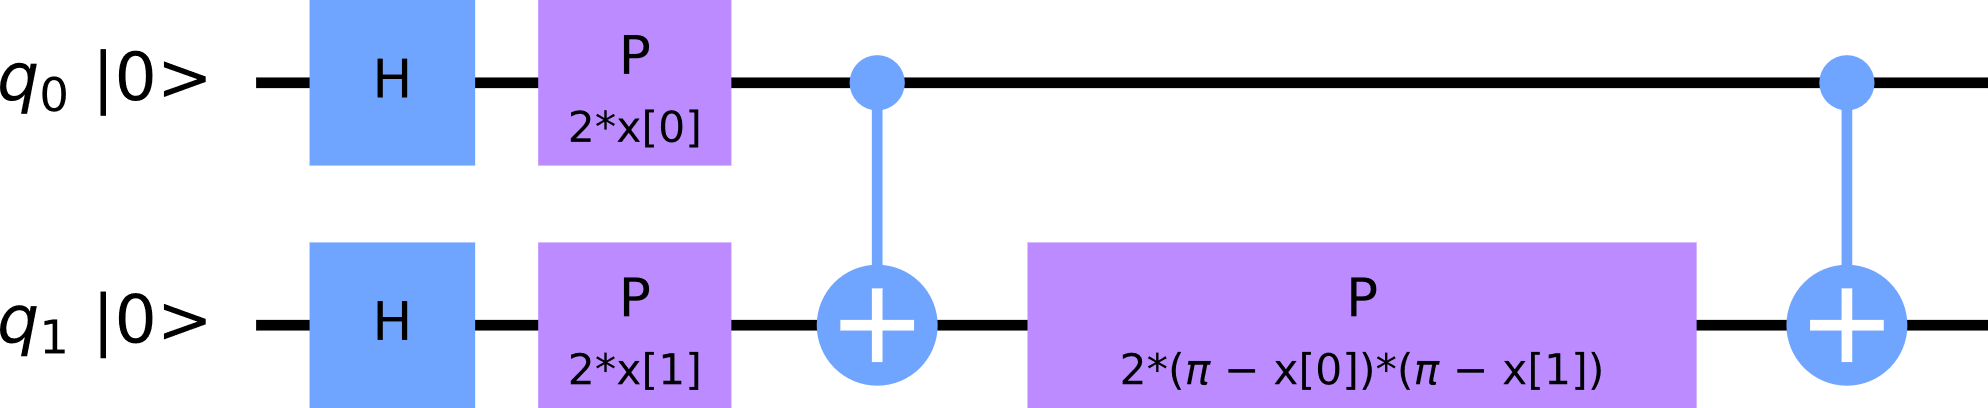 q₀ |0> H P
2*x[0]
q₁ |0> H P P
2*x[1] 2*(π − x[0])*(π − x[1])